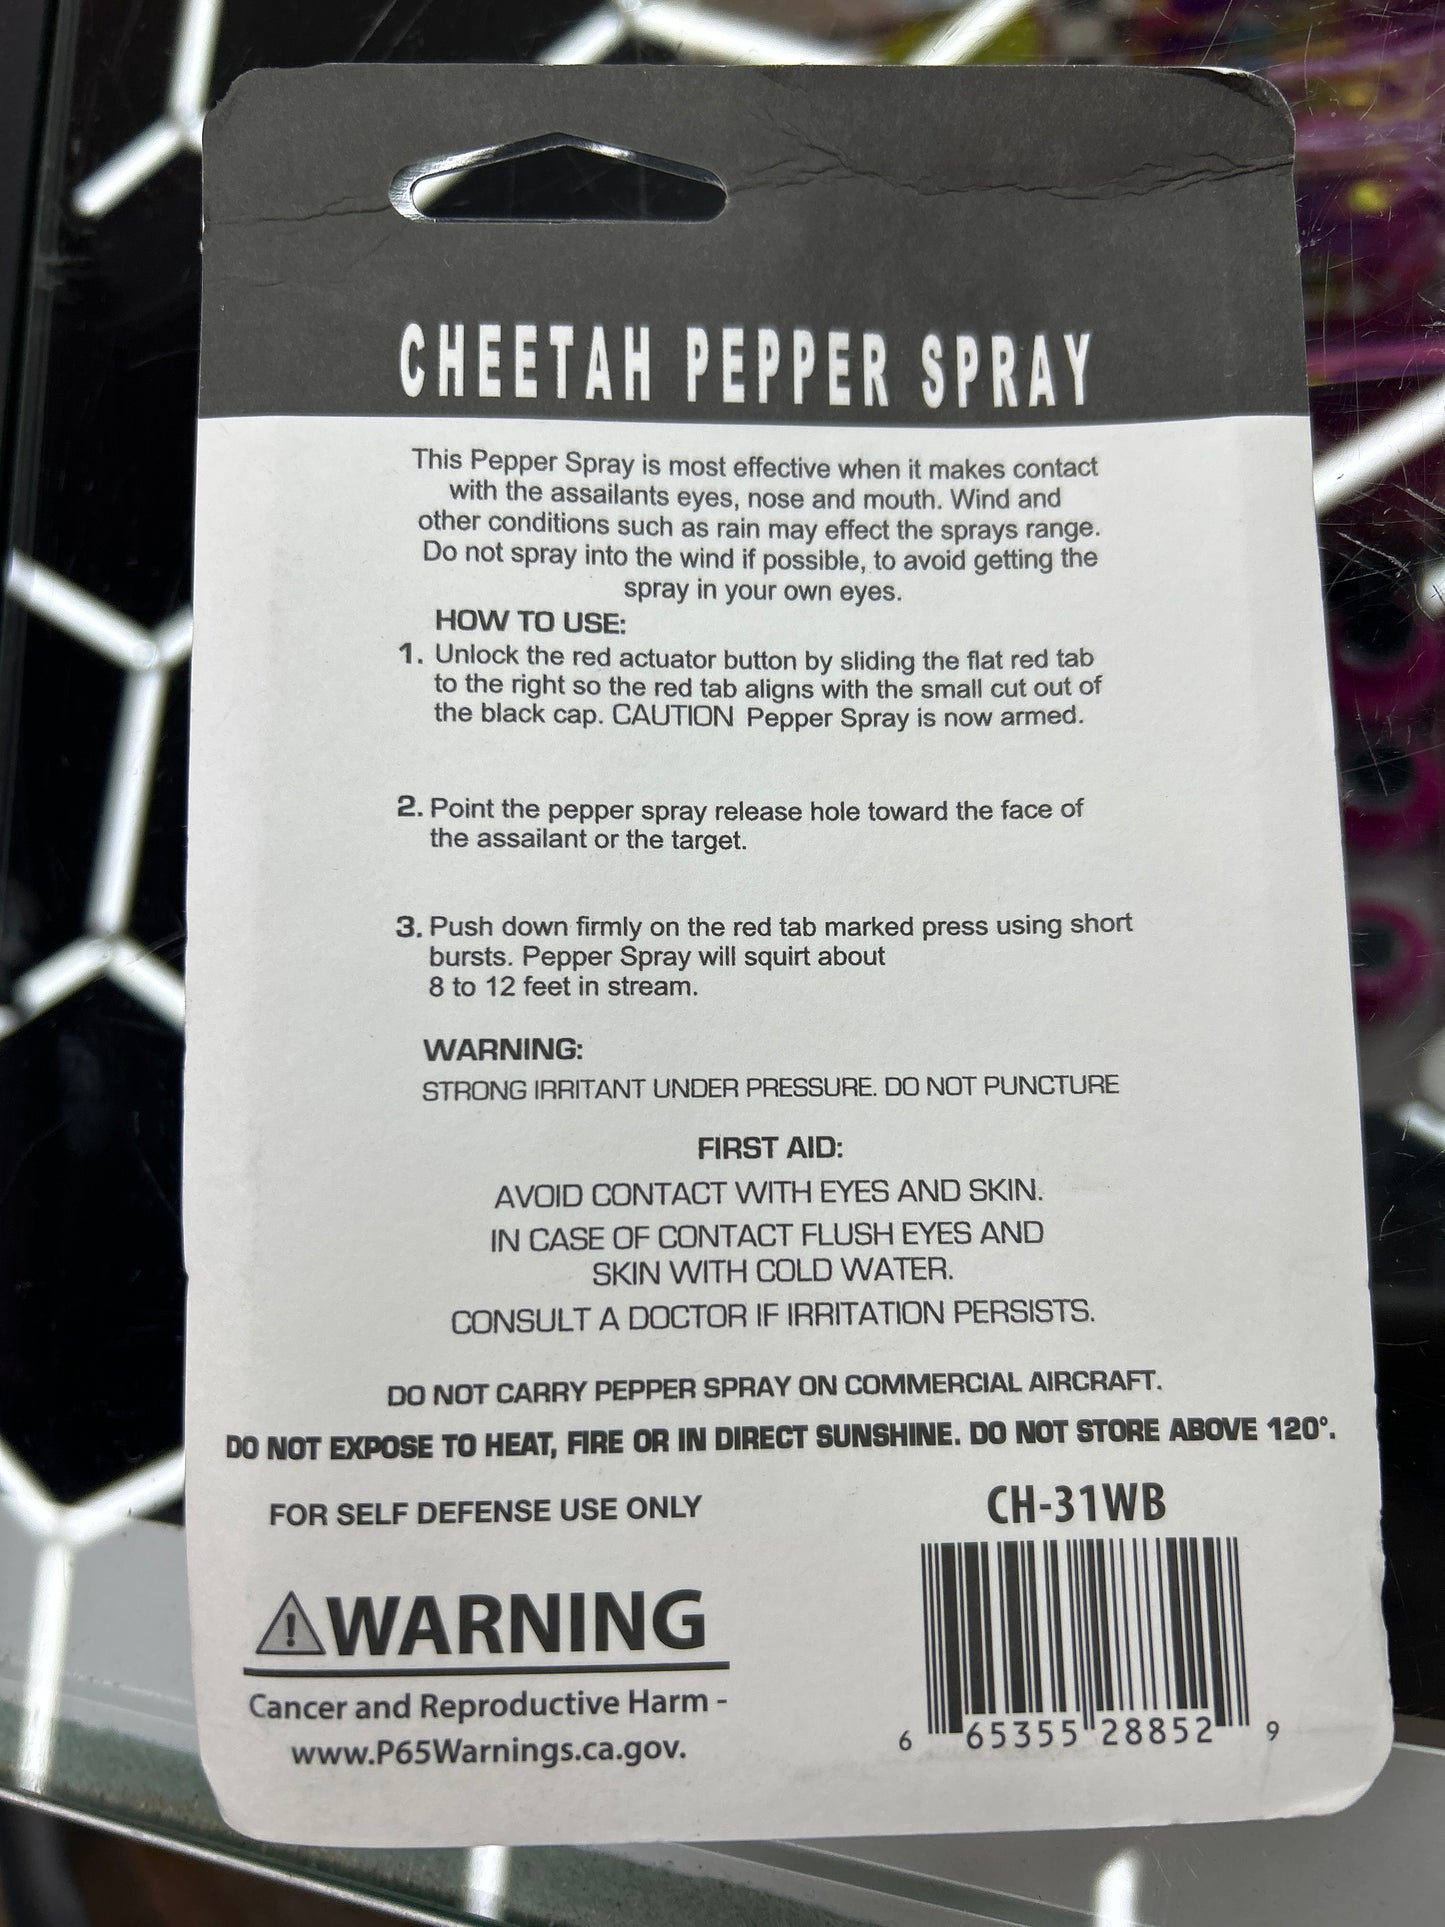 CHEETAH PEPPER SPRAY
This Pepper Spray is most effective when it makes contact
with the assailants eyes, nose and mouth. Wind and
other conditions such as rain may effect the sprays range.
Do not spray into the wind if possible, to avoid getting the
spray in your own eyes.
HOW TO USE:
1. Unlock the red actuator button by sliding the flat red tab
to the right so the red tab aligns with the small cut out of
the black cap. CAUTION Pepper Spray is now armed.
2. Point the pepper spray release hole toward the face of
the assailant or the target.
3. Push down firmly on the red tab marked press using short
bursts. Pepper Spray will squirt about
8 to 12 feet in stream.
WARNING:
STRONG IRRITANT UNDER PRESSURE. DO NOT PUNCTURE
FIRST AID:
AVOID CONTACT WITH EYES AND SKIN.
IN CASE OF CONTACT FLUSH EYES AND
SKIN WITH COLD WATER.
CONSULT A DOCTOR IF IRRITATION PERSISTS.
DO NOT CARRY PEPPER SPRAY ON COMMERCIAL AIRCRAFT.
DO NOT EXPOSE TO HEAT, FIRE OR IN DIRECT SUNSHINE. DO NOT STORE ABOVE 120°.
FOR SELF DEFENSE USE ONLY
WARNING
Cancer and Reproductive Harm -
www.P65Warnings.ca.gov.
CH-31WB
6 65355 28852 9